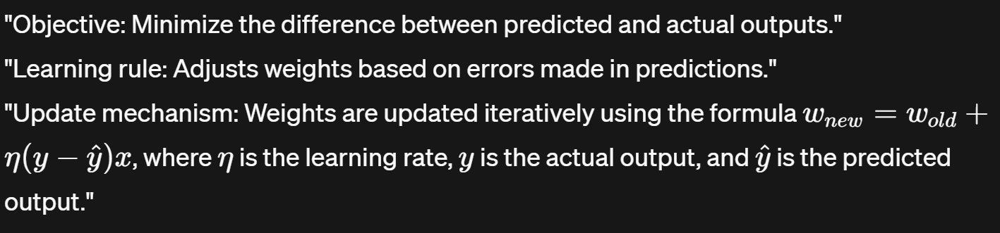 "Objective: Minimize the difference between predicted and actual outputs."
"Learning rule: Adjusts weights based on errors made in predictions."
"Update mechanism: Weights are updated iteratively using the formula $w_{new} = w_{old} +$
$\eta(y - \hat{y})x$, where $\eta$ is the learning rate, $y$ is the actual output, and $\hat{y}$ is the predicted
output."